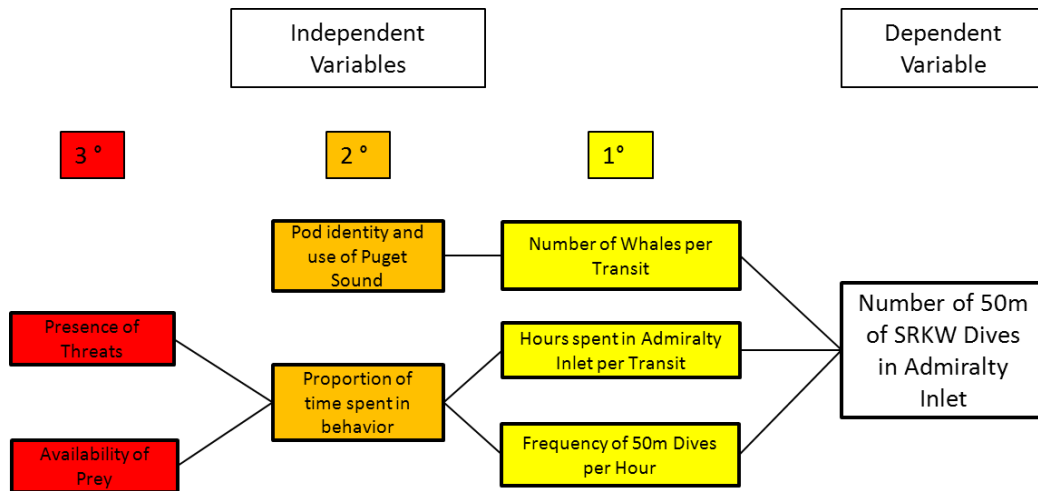 Independent
Variables
Dependent
Variable
3 °
2 °
1°
Pod identity and
use of Puget
Sound
Number of Whales per
Transit
Presence of
Threats
Hours spent in Admiralty
Inlet per Transit
Number of 50m
of SRKW Dives
in Admiralty
Inlet
Proportion of
time spent in
behavior
Availability of
Prey
Frequency of 50m Dives
per Hour